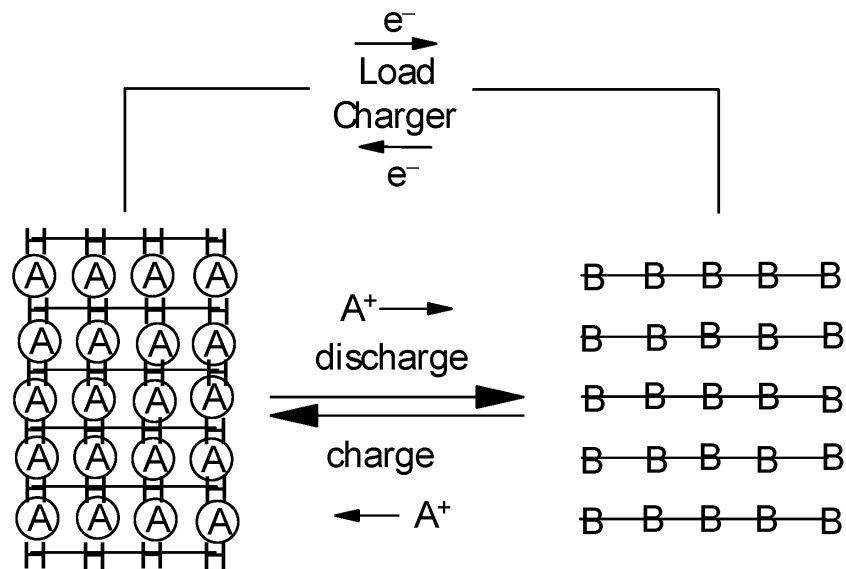 e⁻
Load
Charger
e⁻
H H H H
A A A A
H H H H
A A A A
H H H H
A A A A
H H H H
A A A A
H H H H
A A A A
H H H H
A⁺
discharge
charge
A⁺
B B B B B
B B B B B
B B B B B
B B B B B
B B B B B